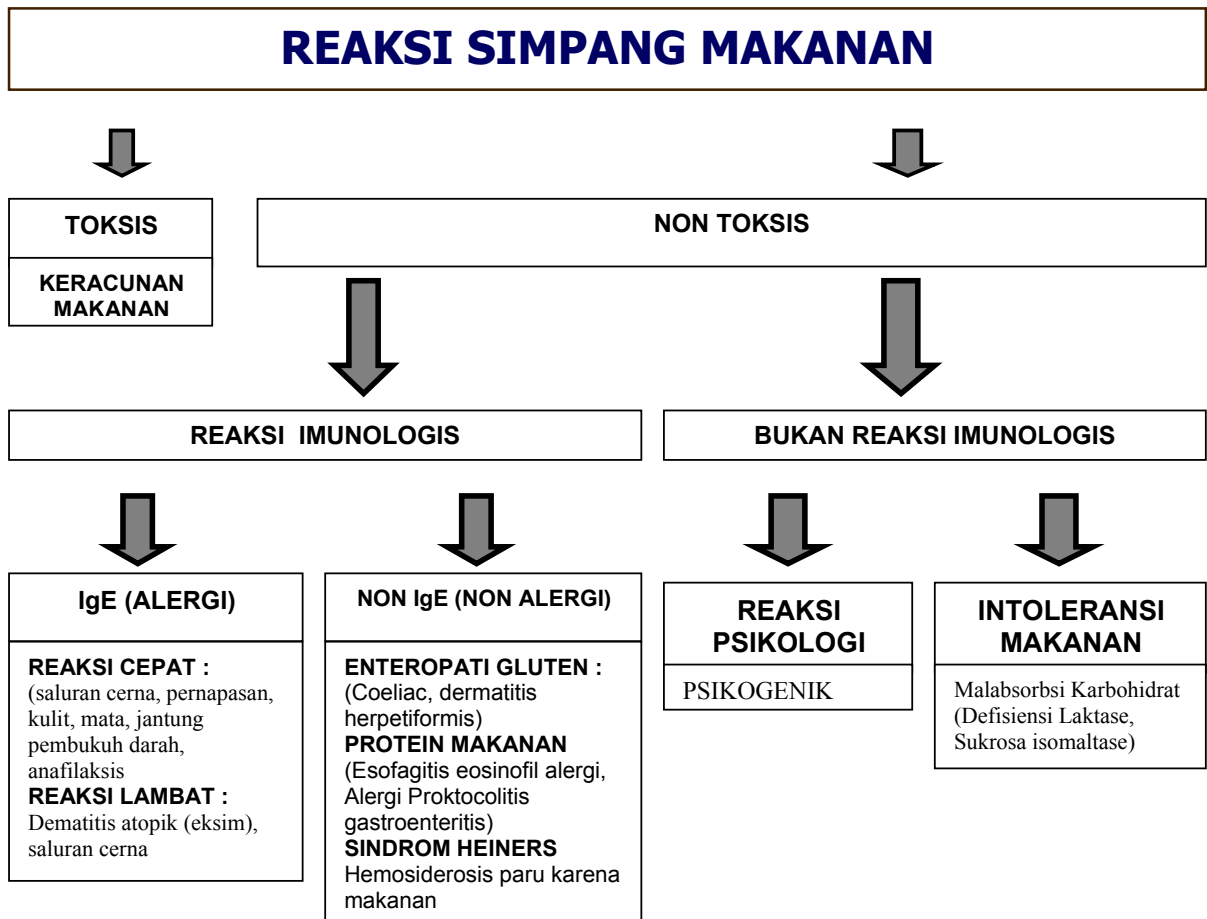 REAKSI SIMPANG MAKANAN
TOKSIS
KERACUNAN
MAKANAN
NON TOKSIS
REAKSI IMUNOLOGIS
BUKAN REAKSI IMUNOLOGIS
IgE (ALERGI)
REAKSI CEPAT :
(saluran cerna, pernapasan,
kulit, mata, jantung
pembukuh darah,
anafilaksis
REAKSI LAMBAT :
Dematitis atopik (eksim),
saluran cerna
NON IgE (NON ALERGI)
ENTEROPATI GLUTEN :
(Coeliac, dermatitis
herpetiformis)
PROTEIN MAKANAN
(Esofagitis eosinofil alergi,
Alergi Proktocolitis
gastroenteritis)
SINDROM HEINERS
Hemosiderosis paru karena
makanan
REAKSI
PSIKOLOGI
PSIKOGENIK
INTOLERANSI
MAKANAN
Malabsorbsi Karbohidrat
(Defisiensi Laktase,
Sukrosa isomaltase)